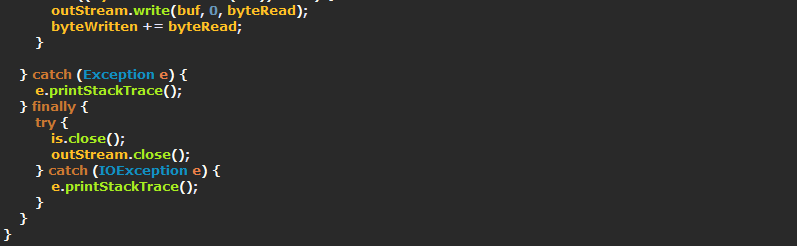 outStream.write(buf, 0, byteRead);
byteWritten += byteRead;
}
} catch (Exception e) {
e.printStackTrace();
} finally {
try {
is.close();
outStream.close();
} catch (IOException e) {
e.printStackTrace();
}
}
}